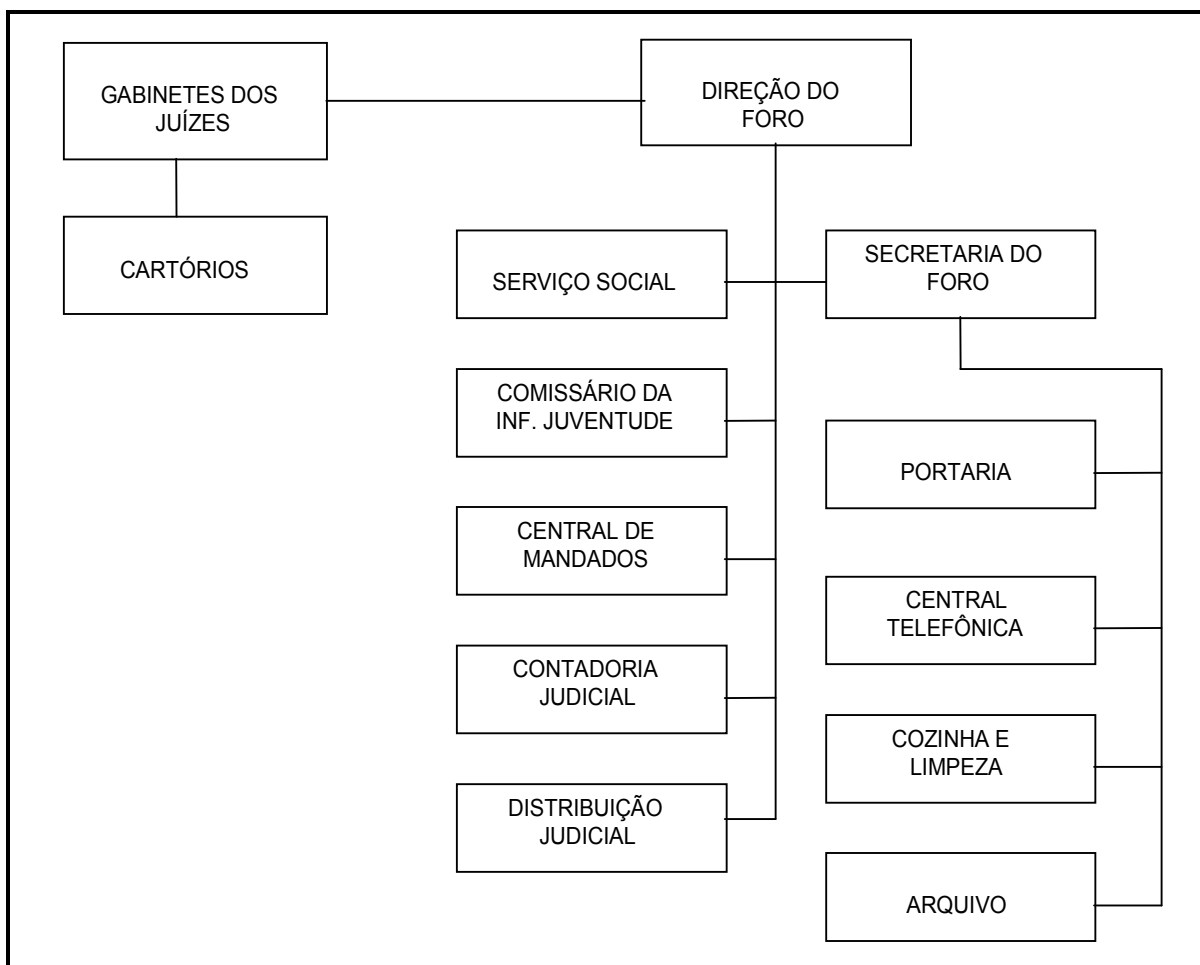 GABINETES DOS
JUÍZES
DIREÇÃO DO
FORO
CARTÓRIOS
SERVIÇO SOCIAL
SECRETARIA DO
FORO
COMISSÁRIO DA
INF. JUVENTUDE
PORTARIA
CENTRAL DE
MANDADOS
CENTRAL
TELEFÔNICA
CONTADORIA
JUDICIAL
COZINHA E
LIMPEZA
DISTRIBUIÇÃO
JUDICIAL
ARQUIVO